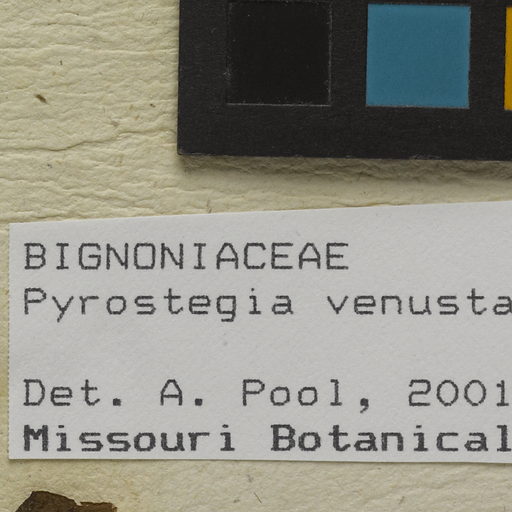 BIGNONIACEAE
Pyrostegia venusta
Det. A. Pool, 2001
Missouri Botanical